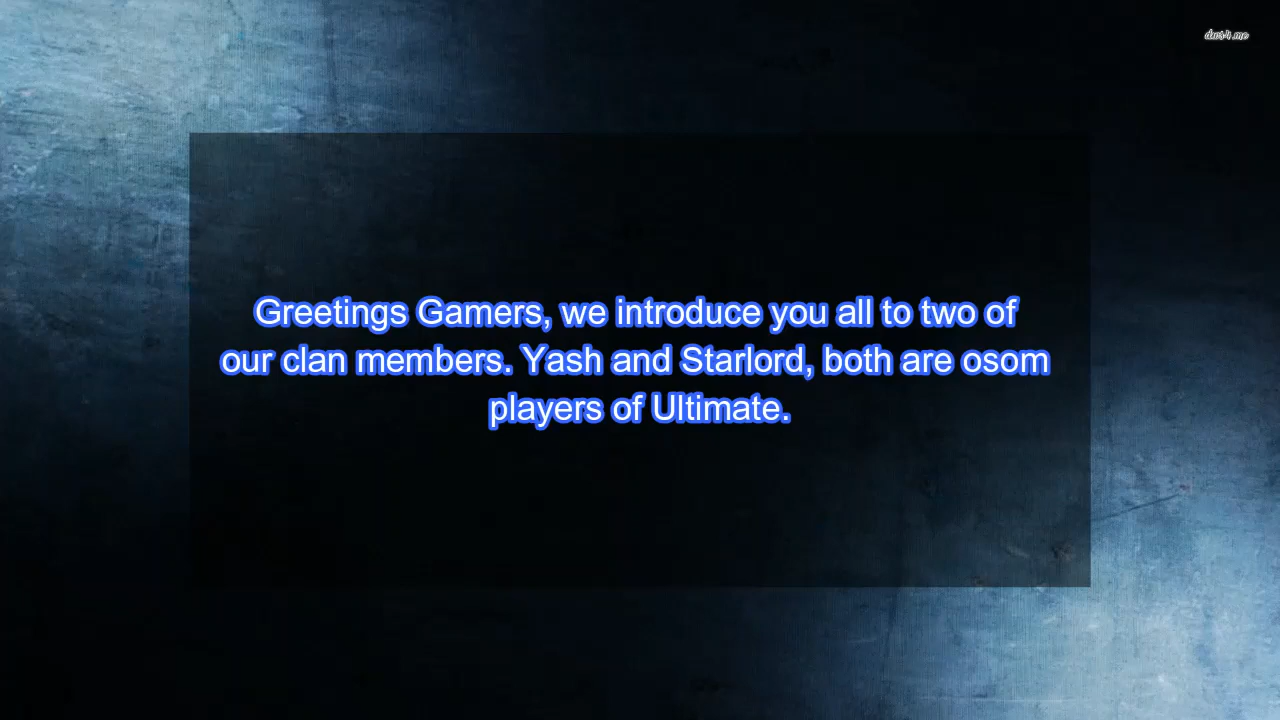 Greetings Gamers, we introduce you all to two of
our clan members. Yash and Starlord, both are osom
players of Ultimate.